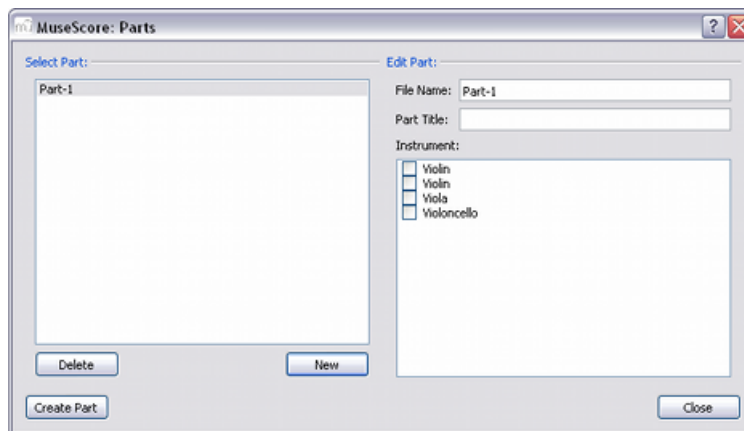 MuseScore: Parts
Select Part:
Part-1
Delete
New
Create Part
Edit Part:
File Name: Part-1
Part Title:
Instrument:
Violin
Violin
Viola
Violoncello
Close